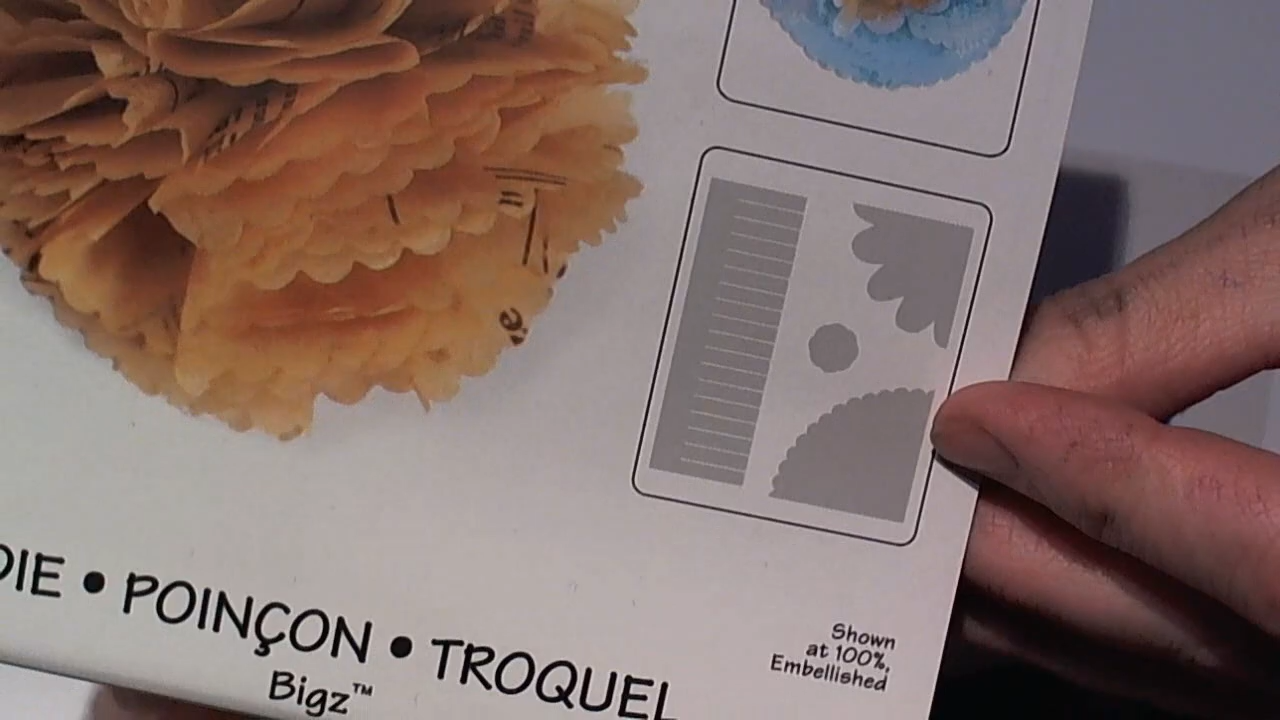 DIE • POINÇON • TROQUEL
Bigz™
Shown
at 100%,
Embellished